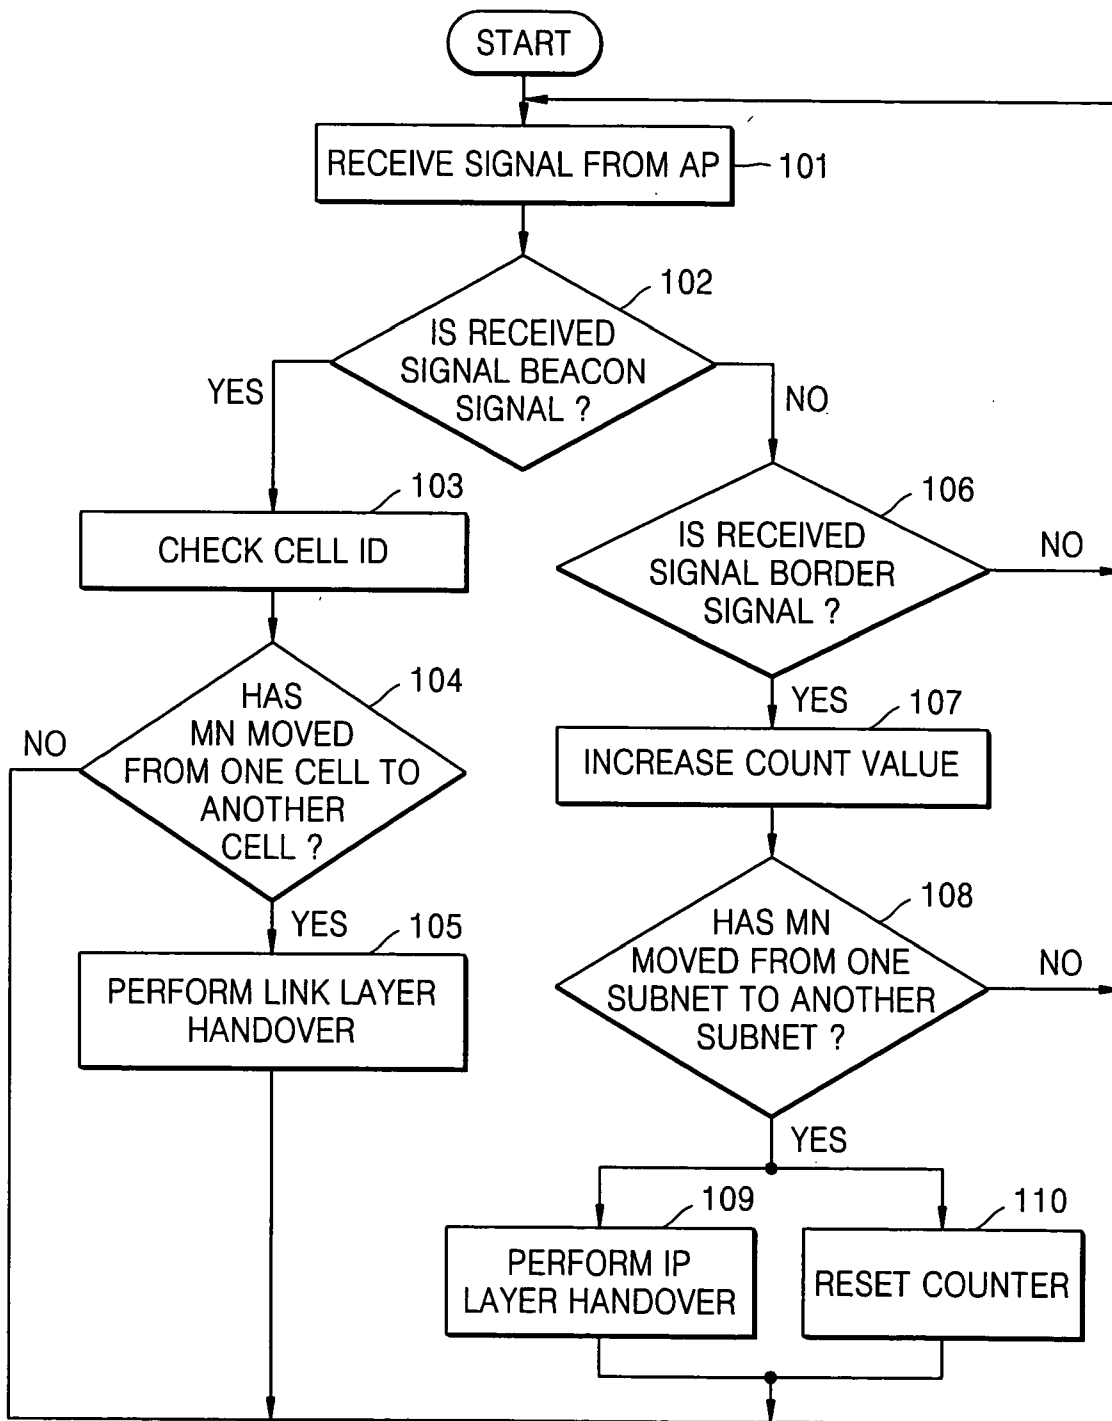 START
RECEIVE SIGNAL FROM AP
101
102
IS RECEIVED
SIGNAL BEACON
SIGNAL ?
YES
NO
103
CHECK CELL ID
106
IS RECEIVED
SIGNAL BORDER
SIGNAL ?
NO
104
HAS
MN MOVED
FROM ONE CELL TO
ANOTHER
CELL ?
NO
YES
107
INCREASE COUNT VALUE
YES
105
PERFORM LINK LAYER
HANDOVER
108
HAS MN
MOVED FROM ONE
SUBNET TO ANOTHER
SUBNET ?
NO
YES
109
PERFORM IP
LAYER HANDOVER
110
RESET COUNTER